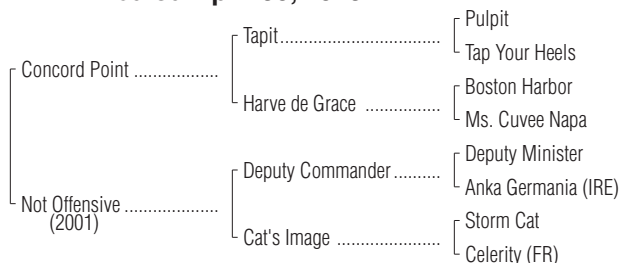 Pulpit
Tapit
Tap Your Heels
Concord Point
Boston Harbor
Harve de Grace
Ms. Cuvee Napa
Deputy Minister
Deputy Commander
Anka Germania (IRE)
Not Offensive
(2001)
Storm Cat
Cat's Image
Celerity (FR)